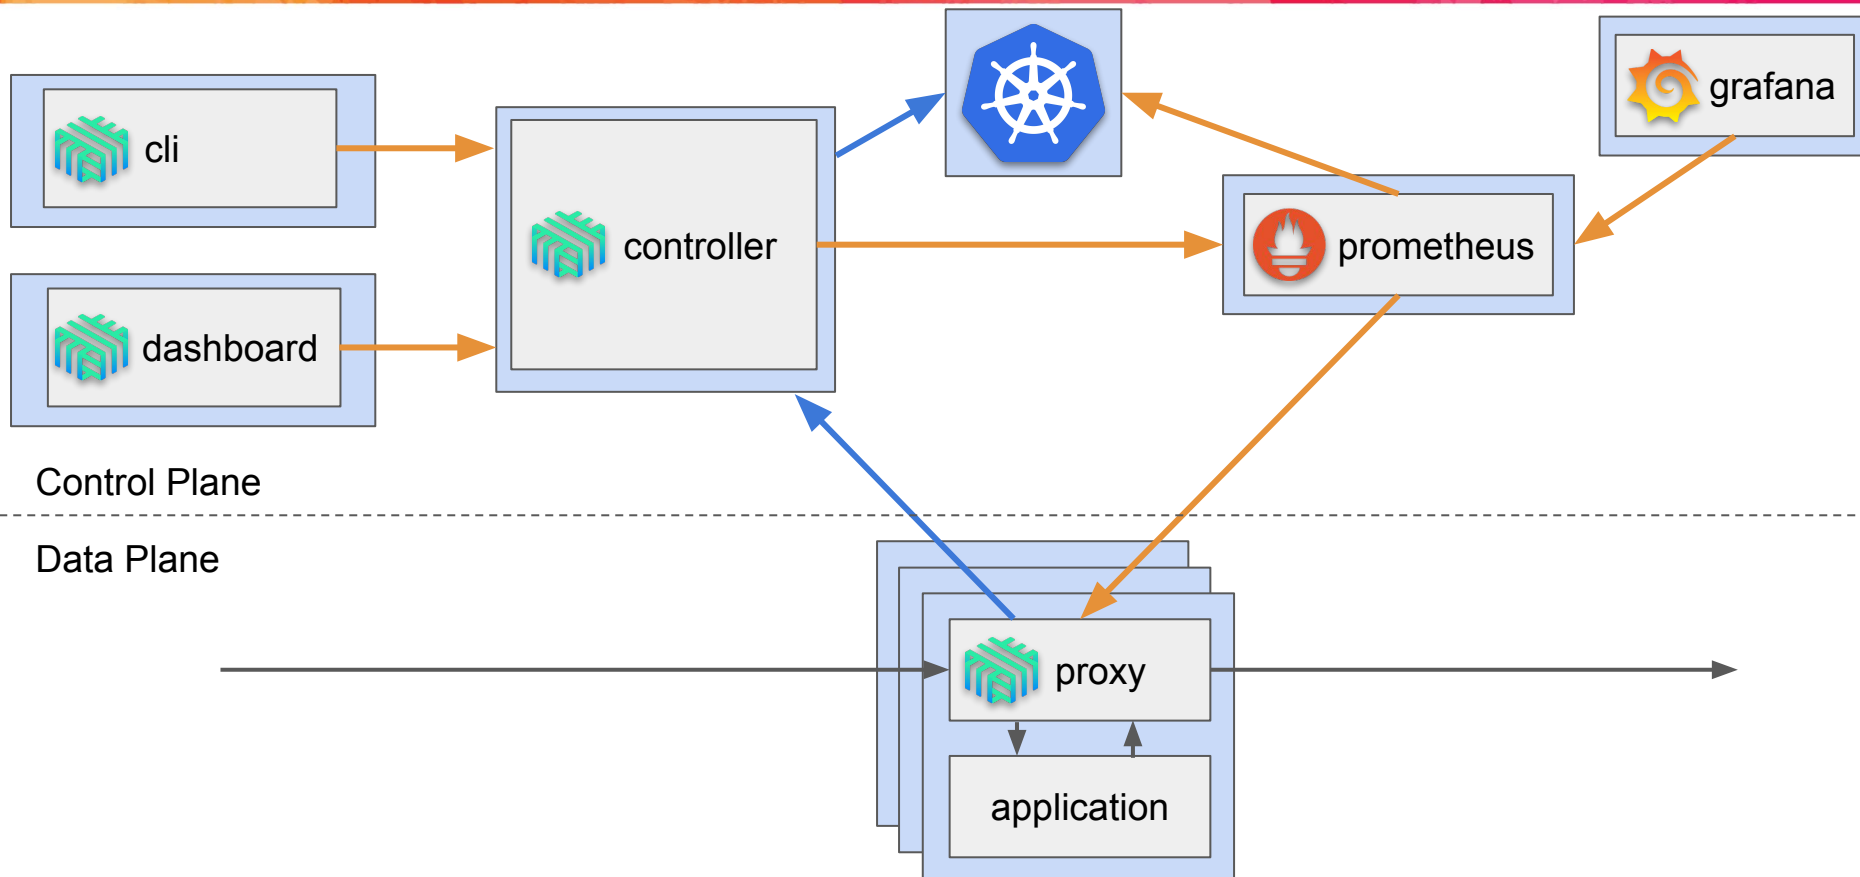 cli
grafana
controller
prometheus
dashboard
Control Plane
Data Plane
proxy
application